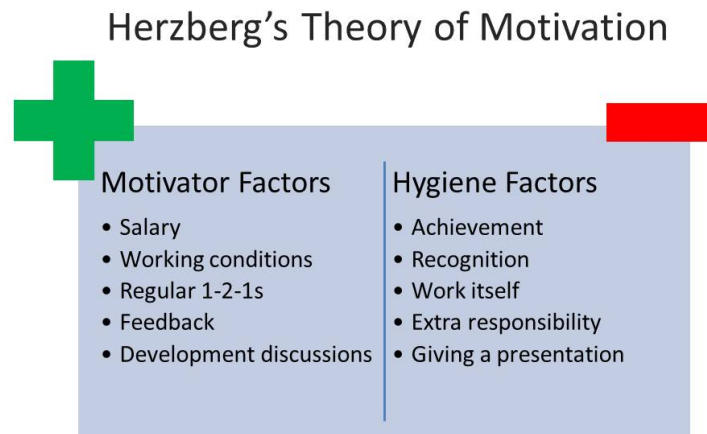 Herzberg’s Theory of Motivation
Motivator Factors
• Salary
• Working conditions
• Regular 1-2-1s
• Feedback
• Development discussions
Hygiene Factors
• Achievement
• Recognition
• Work itself
• Extra responsibility
• Giving a presentation